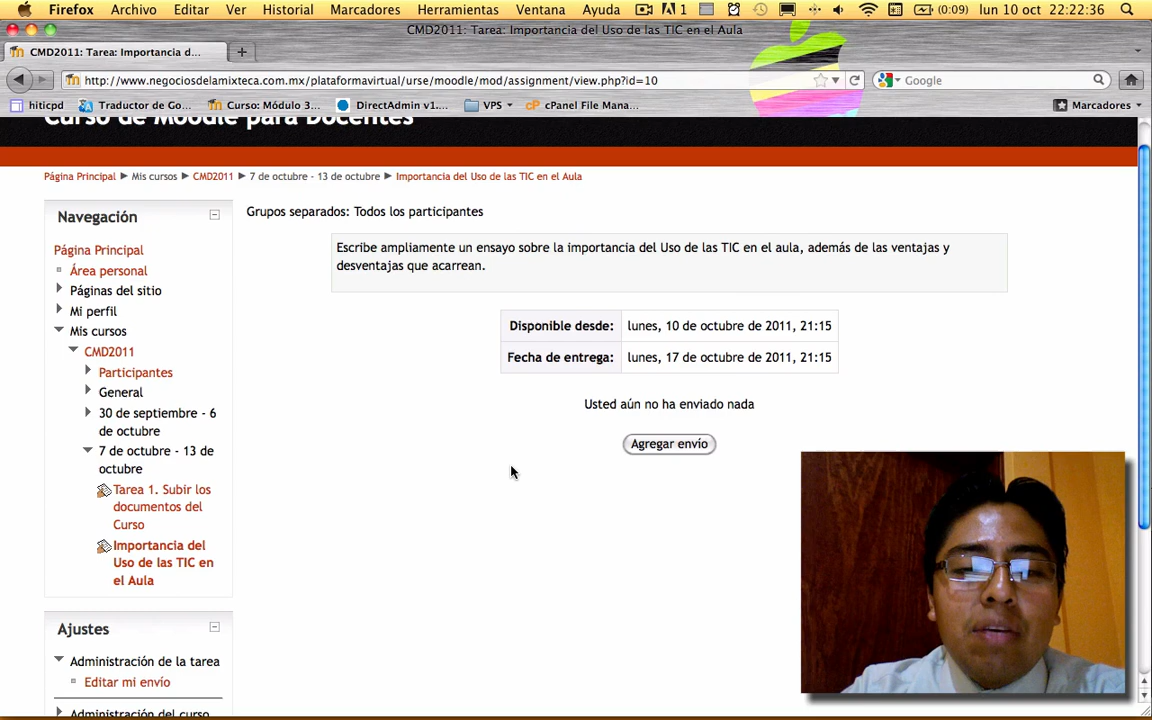 Firefox Archivo Editar Ver Historial Marcadores Herramientas Ventana Ayuda 1 (0:09) lun 10 oct 22:22:36
CMD2011: Tarea: Importancia del Uso de las TIC en el Aula
CMD2011: Tarea: Importancia d...
http://www.negociosdelamixteca.com.mx/plataformavirtual/urse/moodle/mod/assignment/view.php?id=10 Google
hiticpd Traductor de Go... Curso: Módulo 3... DirectAdmin v1.... VPS cPanel File Mana... Marcadores
Curso de Moodle para Docentes
Página Principal Mis cursos CMD2011 7 de octubre - 13 de octubre Importancia del Uso de las TIC en el Aula
Navegación
Página Principal
Área personal
Páginas del sitio
Mi perfil
Mis cursos
CMD2011
Participantes
General
30 de septiembre - 6
de octubre
7 de octubre - 13 de
octubre
Tarea 1. Subir los
documentos del
Curso
Importancia del
Uso de las TIC en
el Aula
Ajustes
Administración de la tarea
Editar mi envío
Administración del curso
Grupos separados: Todos los participantes
Escribe ampliamente un ensayo sobre la importancia del Uso de las TIC en el aula, además de las ventajas y
desventajas que acarrean.
Disponible desde: lunes, 10 de octubre de 2011, 21:15
Fecha de entrega: lunes, 17 de octubre de 2011, 21:15
Usted aún no ha enviado nada
Agregar envío